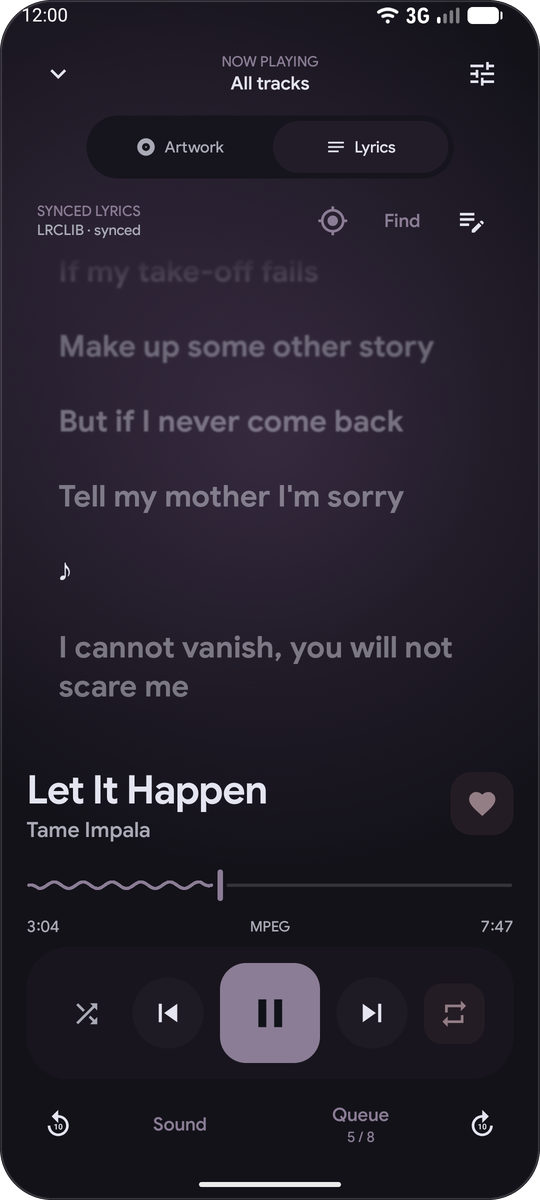 12:00
3G
NOW PLAYING
All tracks
Artwork
Lyrics
SYNCED LYRICS
LRCLIB · synced
Find
If my take-off fails
Make up some other story
But if I never come back
Tell my mother I'm sorry
♪
I cannot vanish, you will not
scare me
Let It Happen
Tame Impala
3:04
MPEG
7:47
10
Sound
Queue
5 / 8
10